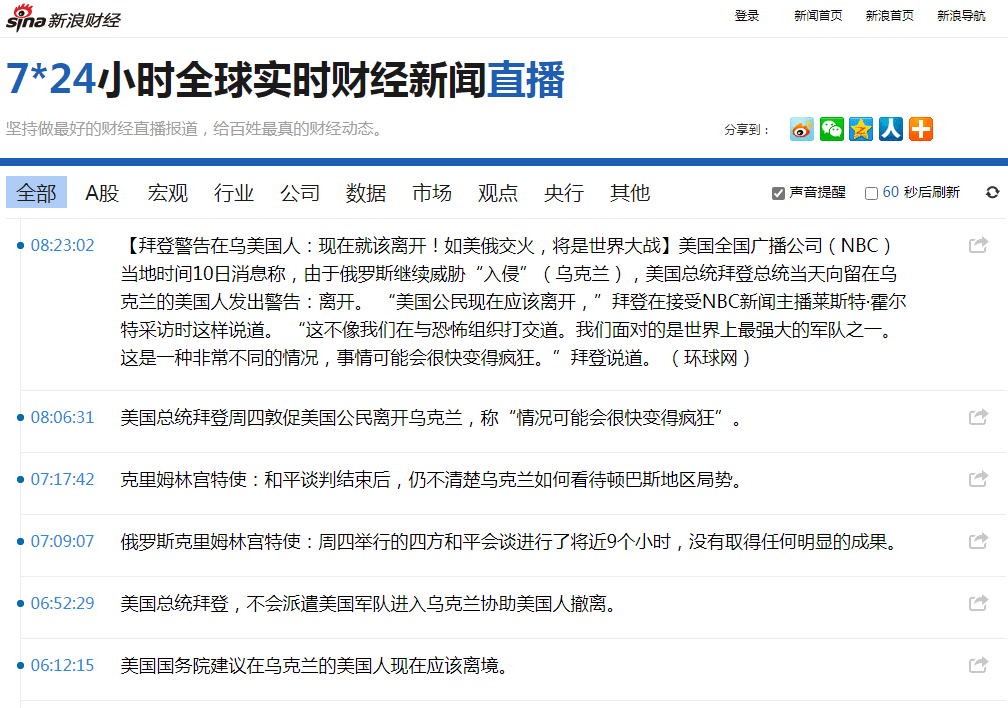 sina新浪财经
登录 新闻首页 新浪首页 新浪导航
7*24小时全球实时财经新闻直播
坚持做最好的财经直播报道，给百姓最真的财经动态。
分享到：
全部 A股 宏观 行业 公司 数据 市场 观点 央行 其他 声音提醒 60 秒后刷新
08:23:02 【拜登警告在乌美国人：现在就该离开！如美俄交火，将是世界大战】美国全国广播公司（NBC）
当地时间10日消息称，由于俄罗斯继续威胁“入侵”（乌克兰），美国总统拜登总统当天向留在乌
克兰的美国人发出警告：离开。 “美国公民现在应该离开，”拜登在接受NBC新闻主播莱斯特·霍尔
特采访时这样说道。 “这不像我们在与恐怖组织打交道。我们面对的是世界上最强大的军队之一。
这是一种非常不同的情况，事情可能会很快变得疯狂。”拜登说道。（环球网）
08:06:31 美国总统拜登周四敦促美国公民离开乌克兰，称“情况可能会很快变得疯狂”。
07:17:42 克里姆林宫特使：和平谈判结束后，仍不清楚乌克兰如何看待顿巴斯地区局势。
07:09:07 俄罗斯克里姆林宫特使：周四举行的四方和平会谈进行了将近9个小时，没有取得任何明显的成果。
06:52:29 美国总统拜登，不会派遣美国军队进入乌克兰协助美国人撤离。
06:12:15 美国国务院建议在乌克兰的美国人现在应该离境。